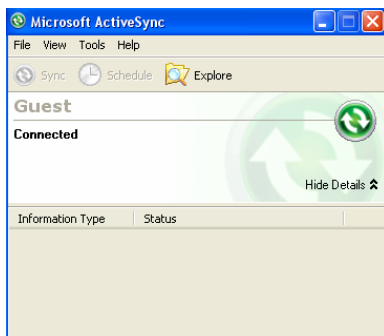 Microsoft ActiveSync
File View Tools Help
Sync Schedule Explore
Guest
Connected
Hide Details
Information Type Status